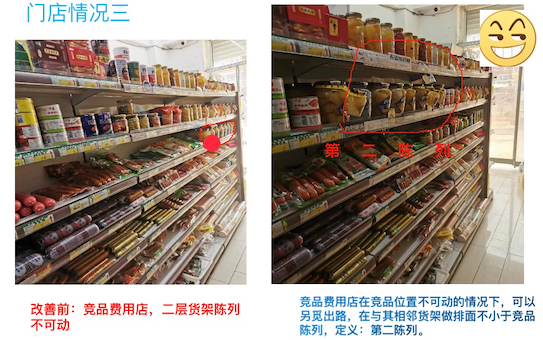 门店情况三
第二陈列
改善前：竞品费用店，二层货架陈列
不可动
竞品费用店在竞品位置不可动的情况下，可以
另觅出路，在与其相邻货架做排面不小于竞品
陈列，定义：第二陈列。